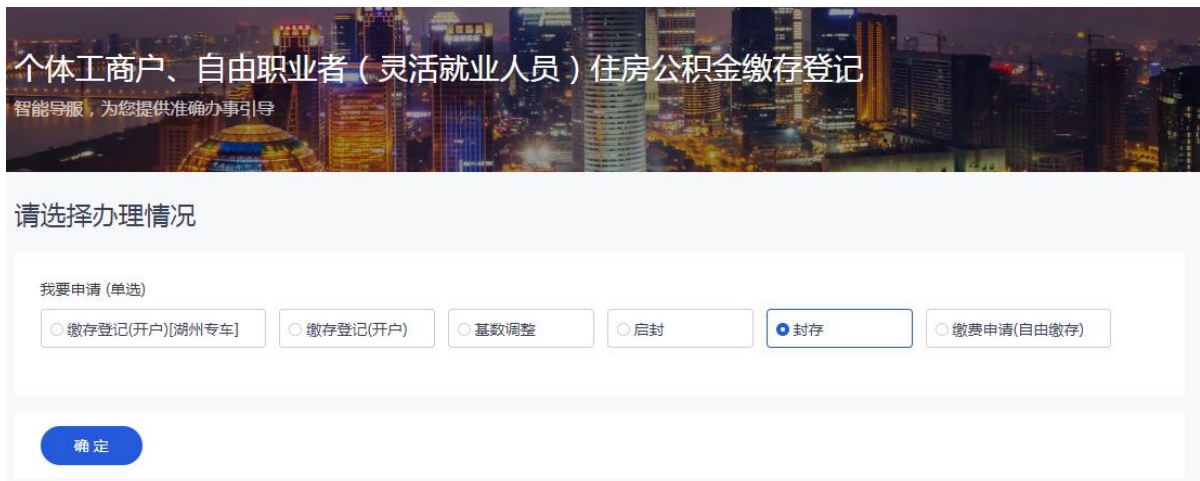 个体工商户、自由职业者（灵活就业人员）住房公积金缴存登记
智能导服，为您提供准确办事引导
请选择办理情况
我要申请 (单选)
缴存登记(开户)[湖州专车] 缴存登记(开户) 基数调整 启封 封存 缴费申请(自由缴存)
确 定